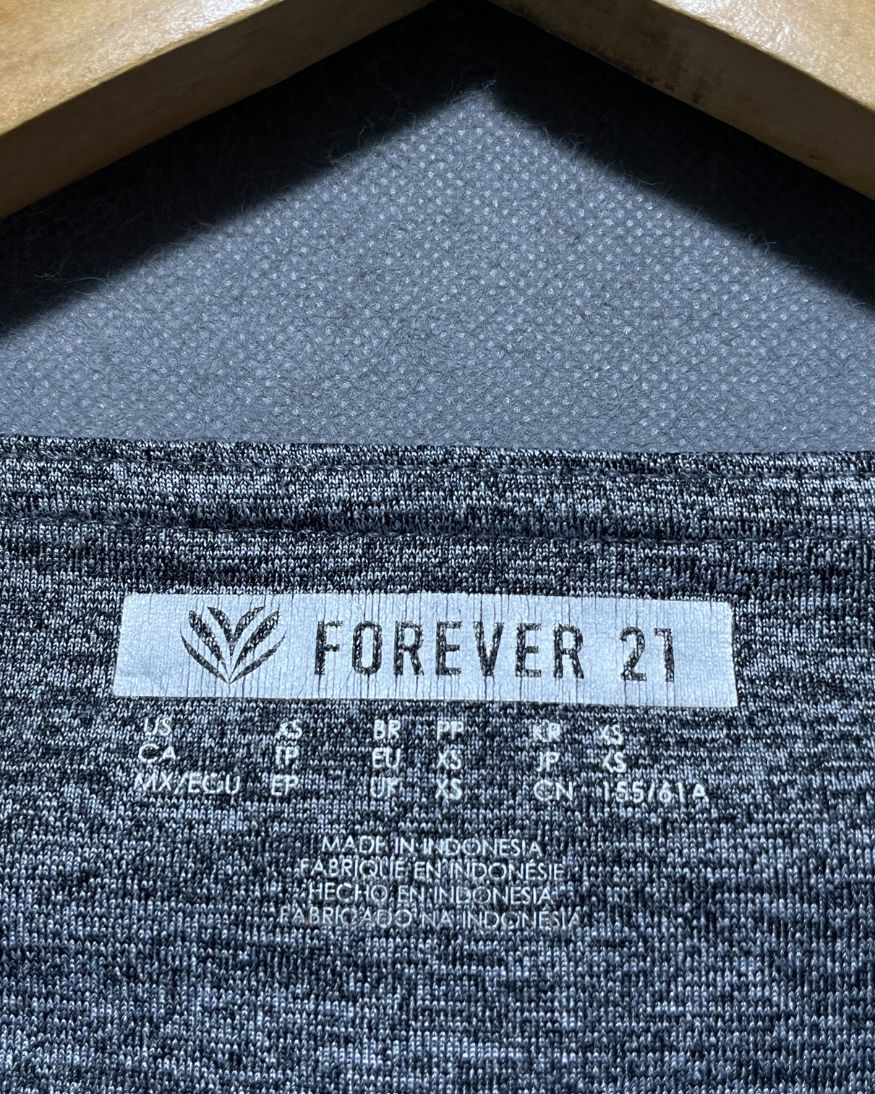 FOREVER 21
US XS BR PP KR XS
CA TP EU XS JP XS
MX/ECU EP UK XS CN 155/61A
MADE IN INDONESIA
FABRIQUÉ EN INDONÉSIE
HECHO EN INDONESIA
FABRICADO NA INDONÉSIA